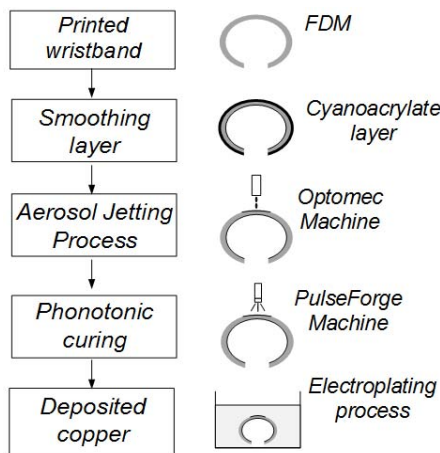 Printed
wristband
FDM
Smoothing
layer
Cyanoacrylate
layer
Aerosol Jetting
Process
Optomec
Machine
Phonotonic
curing
PulseForge
Machine
Deposited
copper
Electroplating
process